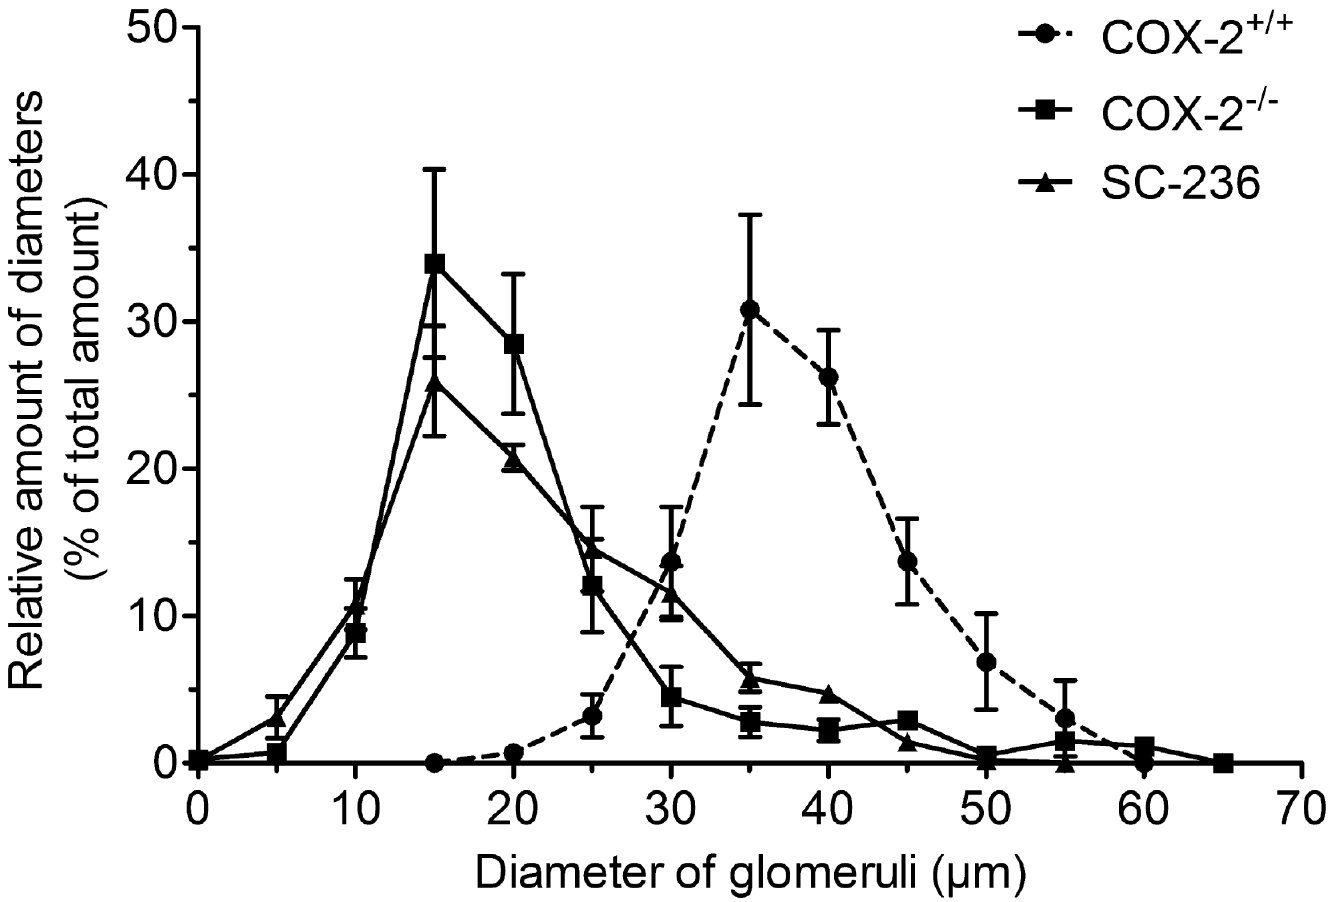 50
40
30
20
10
0
Relative amount of diameters
(% of total amount)
COX-2+/+
COX-2-/-
SC-236
0 10 20 30 40 50 60 70
Diameter of glomeruli (µm)